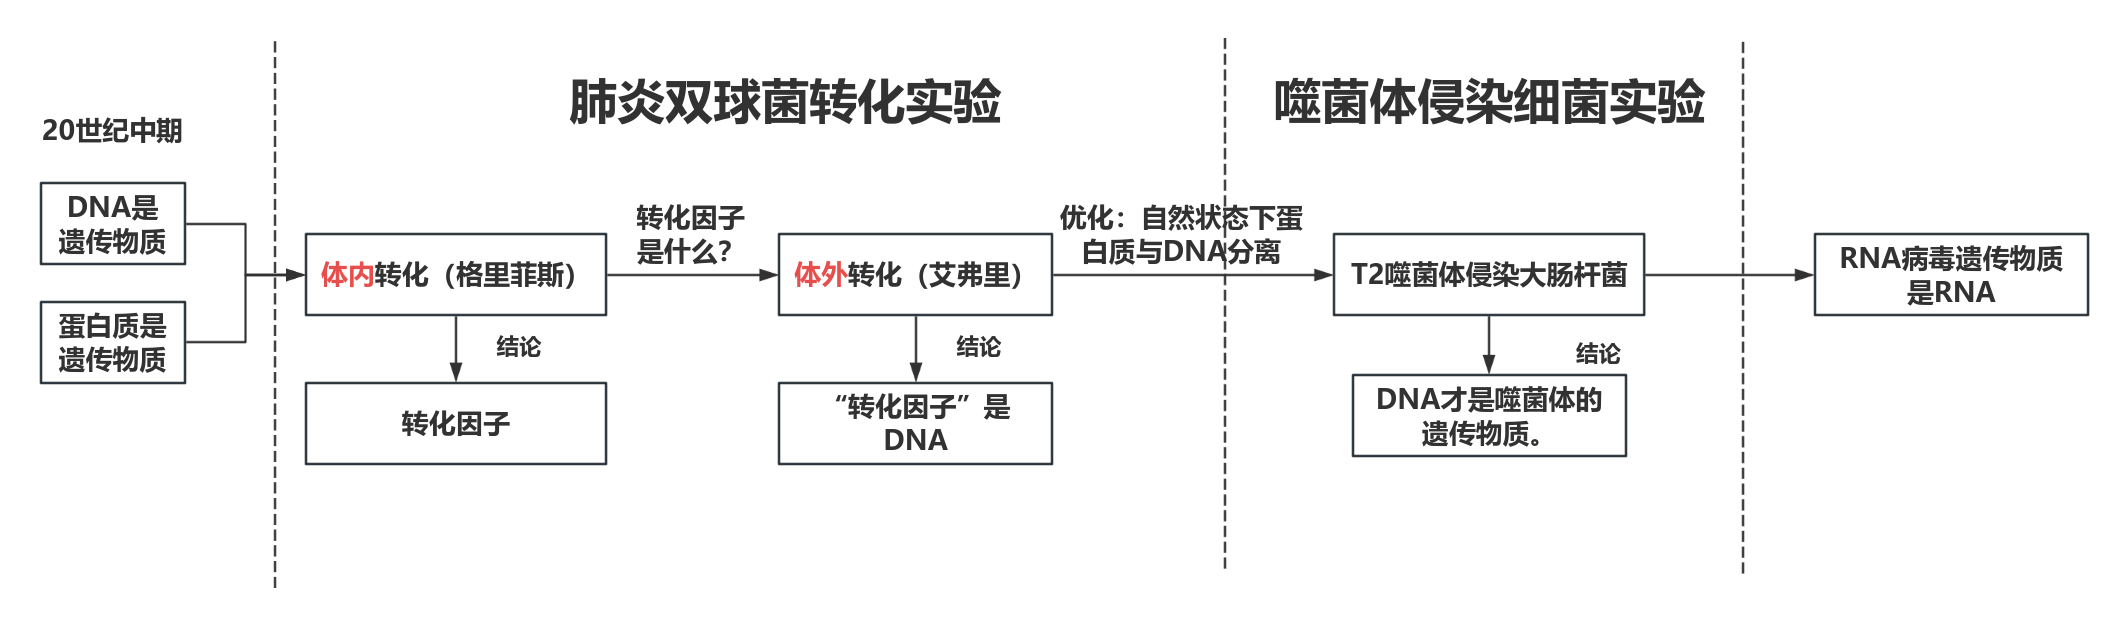 肺炎双球菌转化实验
噬菌体侵染细菌实验
20世纪中期
DNA是
遗传物质
蛋白质是
遗传物质
体内转化（格里菲斯）
转化因子
是什么？
体外转化（艾弗里）
优化：自然状态下蛋
白质与DNA分离
T2噬菌体侵染大肠杆菌
RNA病毒遗传物质
是RNA
结论
转化因子
结论
“转化因子”是
DNA
结论
DNA才是噬菌体的
遗传物质。